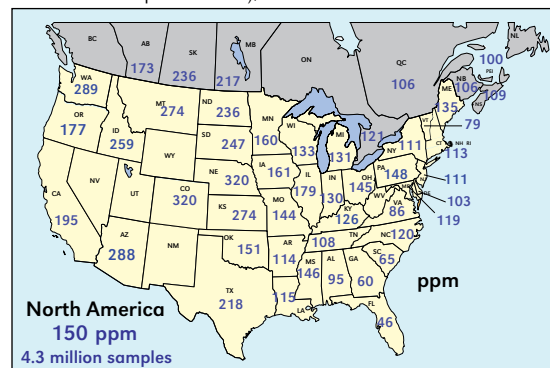 BC
AB
173
SK
236
MB
217
ON
QC
106
NL
100
PEI
NB
106
NS
109
WA
289
MT
274
ND
236
MN
160
ME
135
VT
79
OR
177
ID
259
SD
247
WI
133
MI
131
121
NY
111
CT
MA
NH RI
113
WY
NE
320
IA
161
IL
179
IN
130
OH
145
PA
148
NJ
111
MD
DE
103
119
NV
UT
CO
320
KS
274
MO
144
KY
126
WV
VA
86
CA
195
AZ
288
NM
OK
151
AR
114
TN
108
NC
120
SC
65
MS
146
AL
95
GA
60
ppm
TX
218
115
LA
FL
46
North America
150 ppm
4.3 million samples